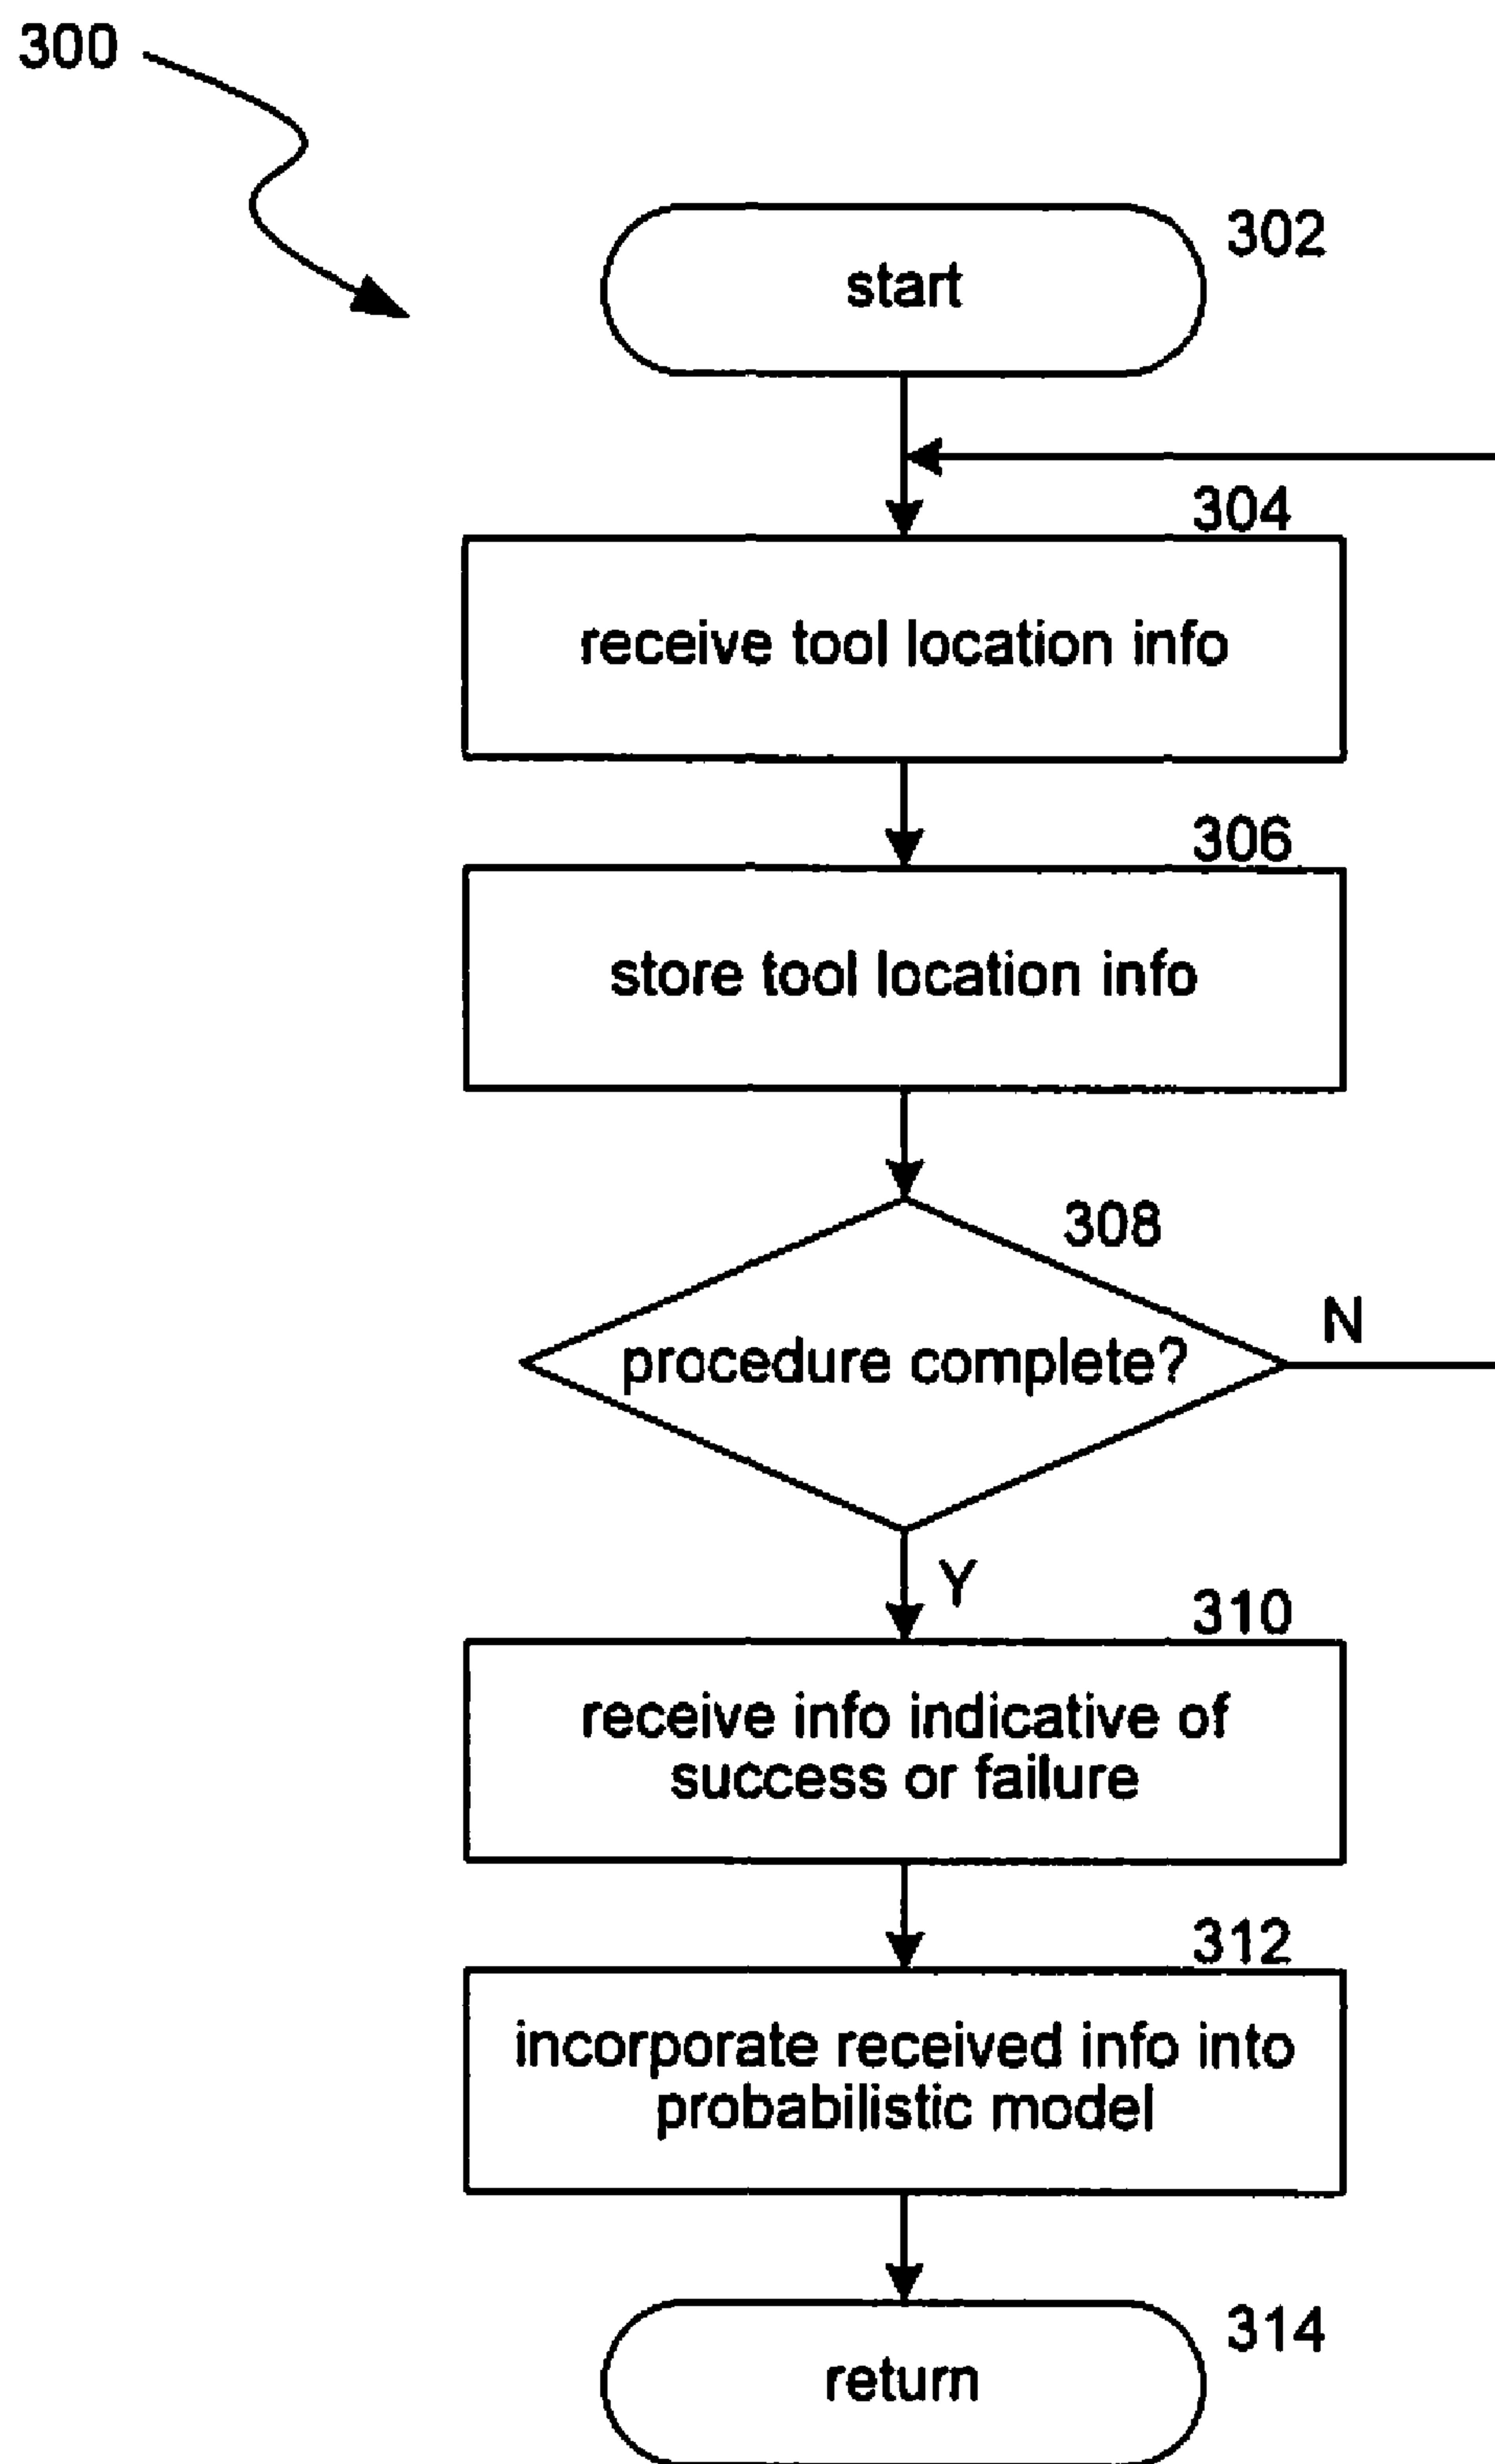 300
302
start
304
receive tool location info
306
store tool location info
308
procedure complete?
N
Y
310
receive info indicative of
success or failure
312
incorporate received info into
probabilistic model
314
return